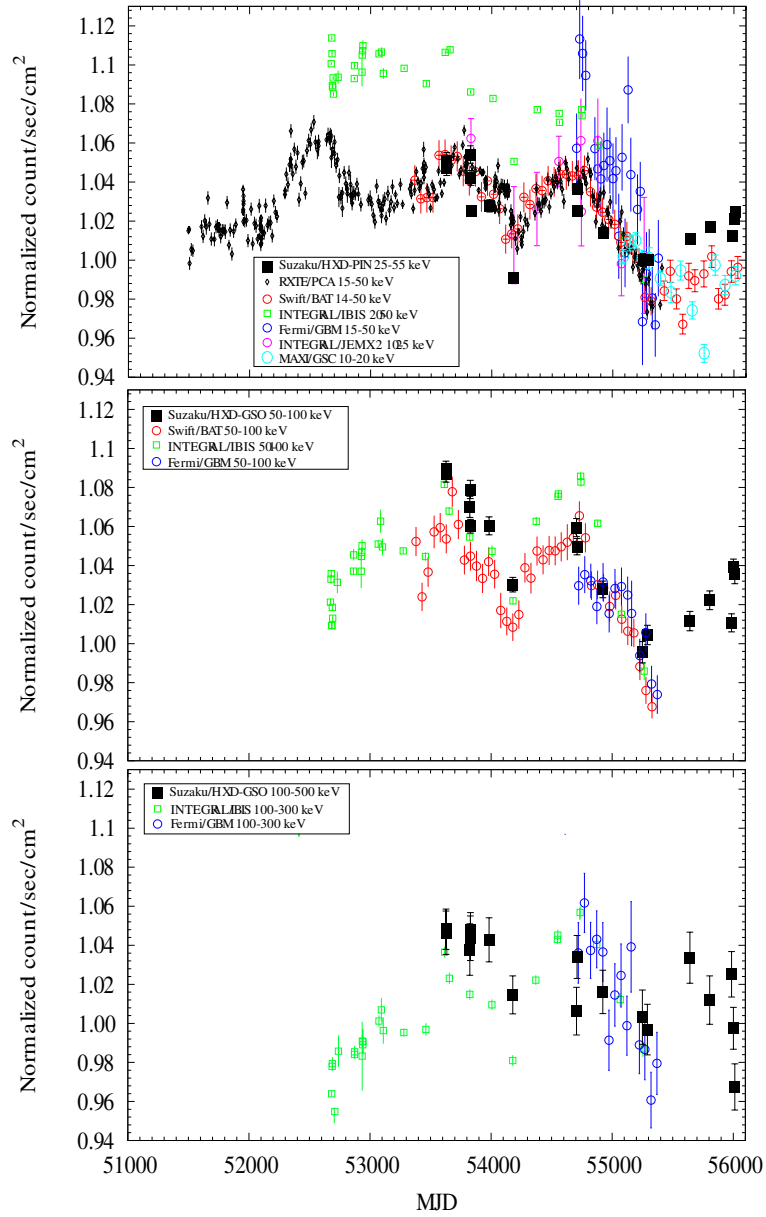 1.12
1.10
1.08
1.06
1.04
1.02
1.00
0.98
0.96
0.94
Normalized count/sec/cm2
Suzaku/HXD-PIN 25-55 keV
RXTE/PCA 15-50 keV
Swift/BAT 14-50 keV
INTEGRAL/IBIS 20-50 keV
Fermi/GBM 15-50 keV
INTEGRAL/JEMX2 10-25 keV
MAXI/GSC 10-20 keV
1.12
1.10
1.08
1.06
1.04
1.02
1.00
0.98
0.96
0.94
Normalized count/sec/cm2
Suzaku/HXD-GSO 50-100 keV
Swift/BAT 50-100 keV
INTEGRAL/IBIS 50-100 keV
Fermi/GBM 50-100 keV
1.12
1.1
1.08
1.06
1.04
1.02
1.00
0.98
0.96
0.94
Normalized count/sec/cm2
Suzaku/HXD-GSO 100-500 keV
INTEGRAL/IBIS 100-300 keV
Fermi/GBM 100-300 keV
51000
52000
53000
54000
55000
56000
MJD